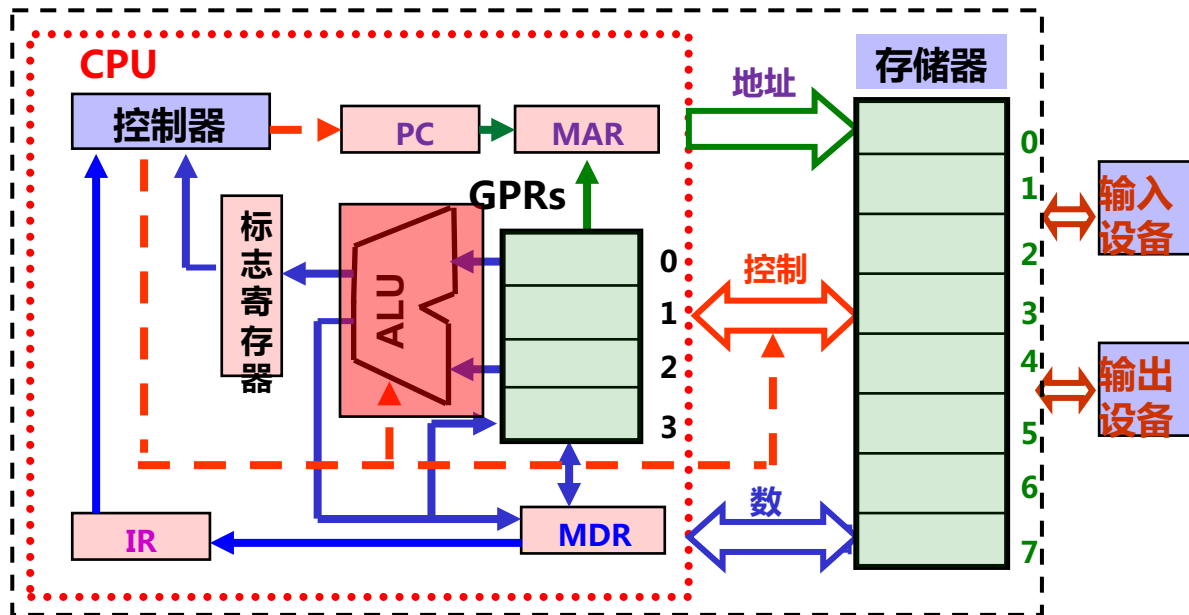 CPU
存储器
地址
控制器
PC
MAR
GPRs
标
志
寄
存
器
ALU
0
1
2
3
控制
0
1
2
3
4
5
6
7
输入
设备
输出
设备
数
IR
MDR